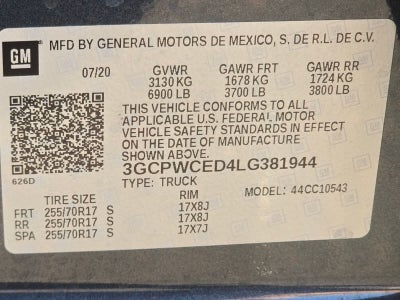 GM
MFD BY GENERAL MOTORS DE MEXICO, S. DE R.L. DE C.V.
07/20 GVWR GAWR FRT GAWR RR
3130 KG 1678 KG 1724 KG
6900 LB 3700 LB 3800 LB
THIS VEHICLE CONFORMS TO ALL
APPLICABLE U.S. FEDERAL MOTOR
VEHICLE SAFETY STANDARDS IN EFFECT
ON THE DATE OF MANUFACTURE
SHOWN ABOVE.
3GCPWCED4LG381944
626D
TYPE: TRUCK MODEL: 44CC10543
TIRE SIZE RIM
FRT 255/70R17 S 17X8J
RR 255/70R17 S 17X8J
SPA 255/70R17 S 17X7J